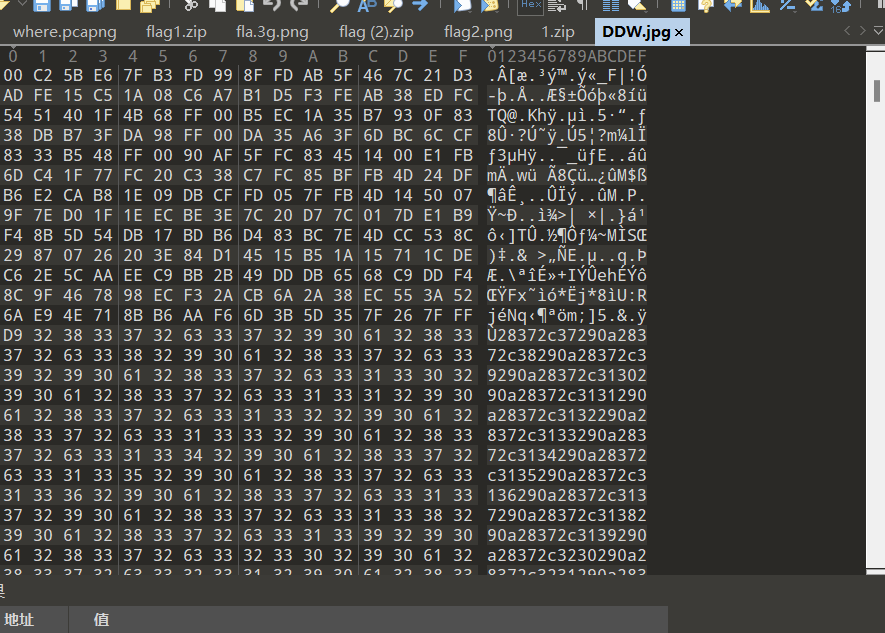 Hex
where.pcapng flag1.zip fla.3g.png flag (2).zip flag2.png 1.zip DDW.jpg ×
0 1 2 3 4 5 6 7 8 9 A B C D E F 0123456789ABCDEF
00 C2 5B E6 7F B3 FD 99 8F FD AB 5F 46 7C 21 D3 .Â[æ.³ý™.ý«_F|!Ó
AD FE 15 C5 1A 08 C6 A7 B1 D5 F3 FE AB 38 ED FC -þ.Å..Æ§±Õóþ«8íü
54 51 40 1F 4B 68 FF 00 B5 EC 1A 35 B7 93 0F 83 TQ@.Khÿ.µì.5·“.ƒ
38 DB B7 3F DA 98 FF 00 DA 35 A6 3F 6D BC 6C CF 8Û·?Ú˜ÿ.Ú5¦?m¼lÏ
83 33 B5 48 FF 00 90 AF 5F FC 83 45 14 00 E1 FB ƒ3µHÿ..¯_üƒE..áû
6D C4 1F 77 FC 20 C3 38 C7 FC 85 BF FB 4D 24 DF mÄ.wü Ã8Çü…¿ûM$ß
B6 E2 CA B8 1E 09 DB CF FD 05 7F FB 4D 14 50 07 ¶âÊ¸..ÛÏý..ûM.P.
9F 7E D0 1F 1E EC BE 3E 7C 20 D7 7C 01 7D E1 B9 Ÿ~Ð..ì¾>| ×|.}á¹
F4 8B 5D 54 DB 17 BD B6 D4 83 BC 7E 4D CC 53 8C ô‹]TÛ.½¶Ôƒ¼~MÌSŒ
29 87 07 26 20 3E 84 D1 45 15 B5 1A 15 71 1C DE )‡.& >„ÑE.µ..q.Þ
C6 2E 5C AA EE C9 BB 2B 49 DD DB 65 68 C9 DD F4 Æ.\ªîÉ»+IÝÛehÉÝô
8C 9F 46 78 98 EC F3 2A CB 6A 2A 38 EC 55 3A 52 ŒŸFx˜ìó*Ëj*8ìU:R
6A E9 4E 71 8B B6 AA F6 6D 3B 5D 35 7F 26 7F FF jéNq‹¶ªöm;]5.&.ÿ
D9 32 38 33 37 32 63 33 37 32 39 30 61 32 38 33 Ù28372c37290a283
37 32 63 33 38 32 39 30 61 32 38 33 37 32 63 33 72c38290a28372c3
39 32 39 30 61 32 38 33 37 32 63 33 31 33 30 32 9290a28372c31302
39 30 61 32 38 33 37 32 63 33 31 33 31 32 39 30 90a28372c3131290
61 32 38 33 37 32 63 33 31 33 32 32 39 30 61 32 a28372c3132290a2
38 33 37 32 63 33 31 33 33 32 39 30 61 32 38 33 8372c3133290a283
37 32 63 33 31 33 34 32 39 30 61 32 38 33 37 32 72c3134290a28372
63 33 31 33 35 32 39 30 61 32 38 33 37 32 63 33 c3135290a28372c3
31 33 36 32 39 30 61 32 38 33 37 32 63 33 31 33 136290a28372c313
37 32 39 30 61 32 38 33 37 32 63 33 31 33 38 32 7290a28372c31382
39 30 61 32 38 33 37 32 63 33 31 33 39 32 39 30 90a28372c3139290
61 32 38 33 37 32 63 33 32 33 30 32 39 30 61 32 a28372c3230290a2
38 33 37 32 63 33 32 33 31 32 39 30 61 32 38 33 8372c3231290a283
地址 值